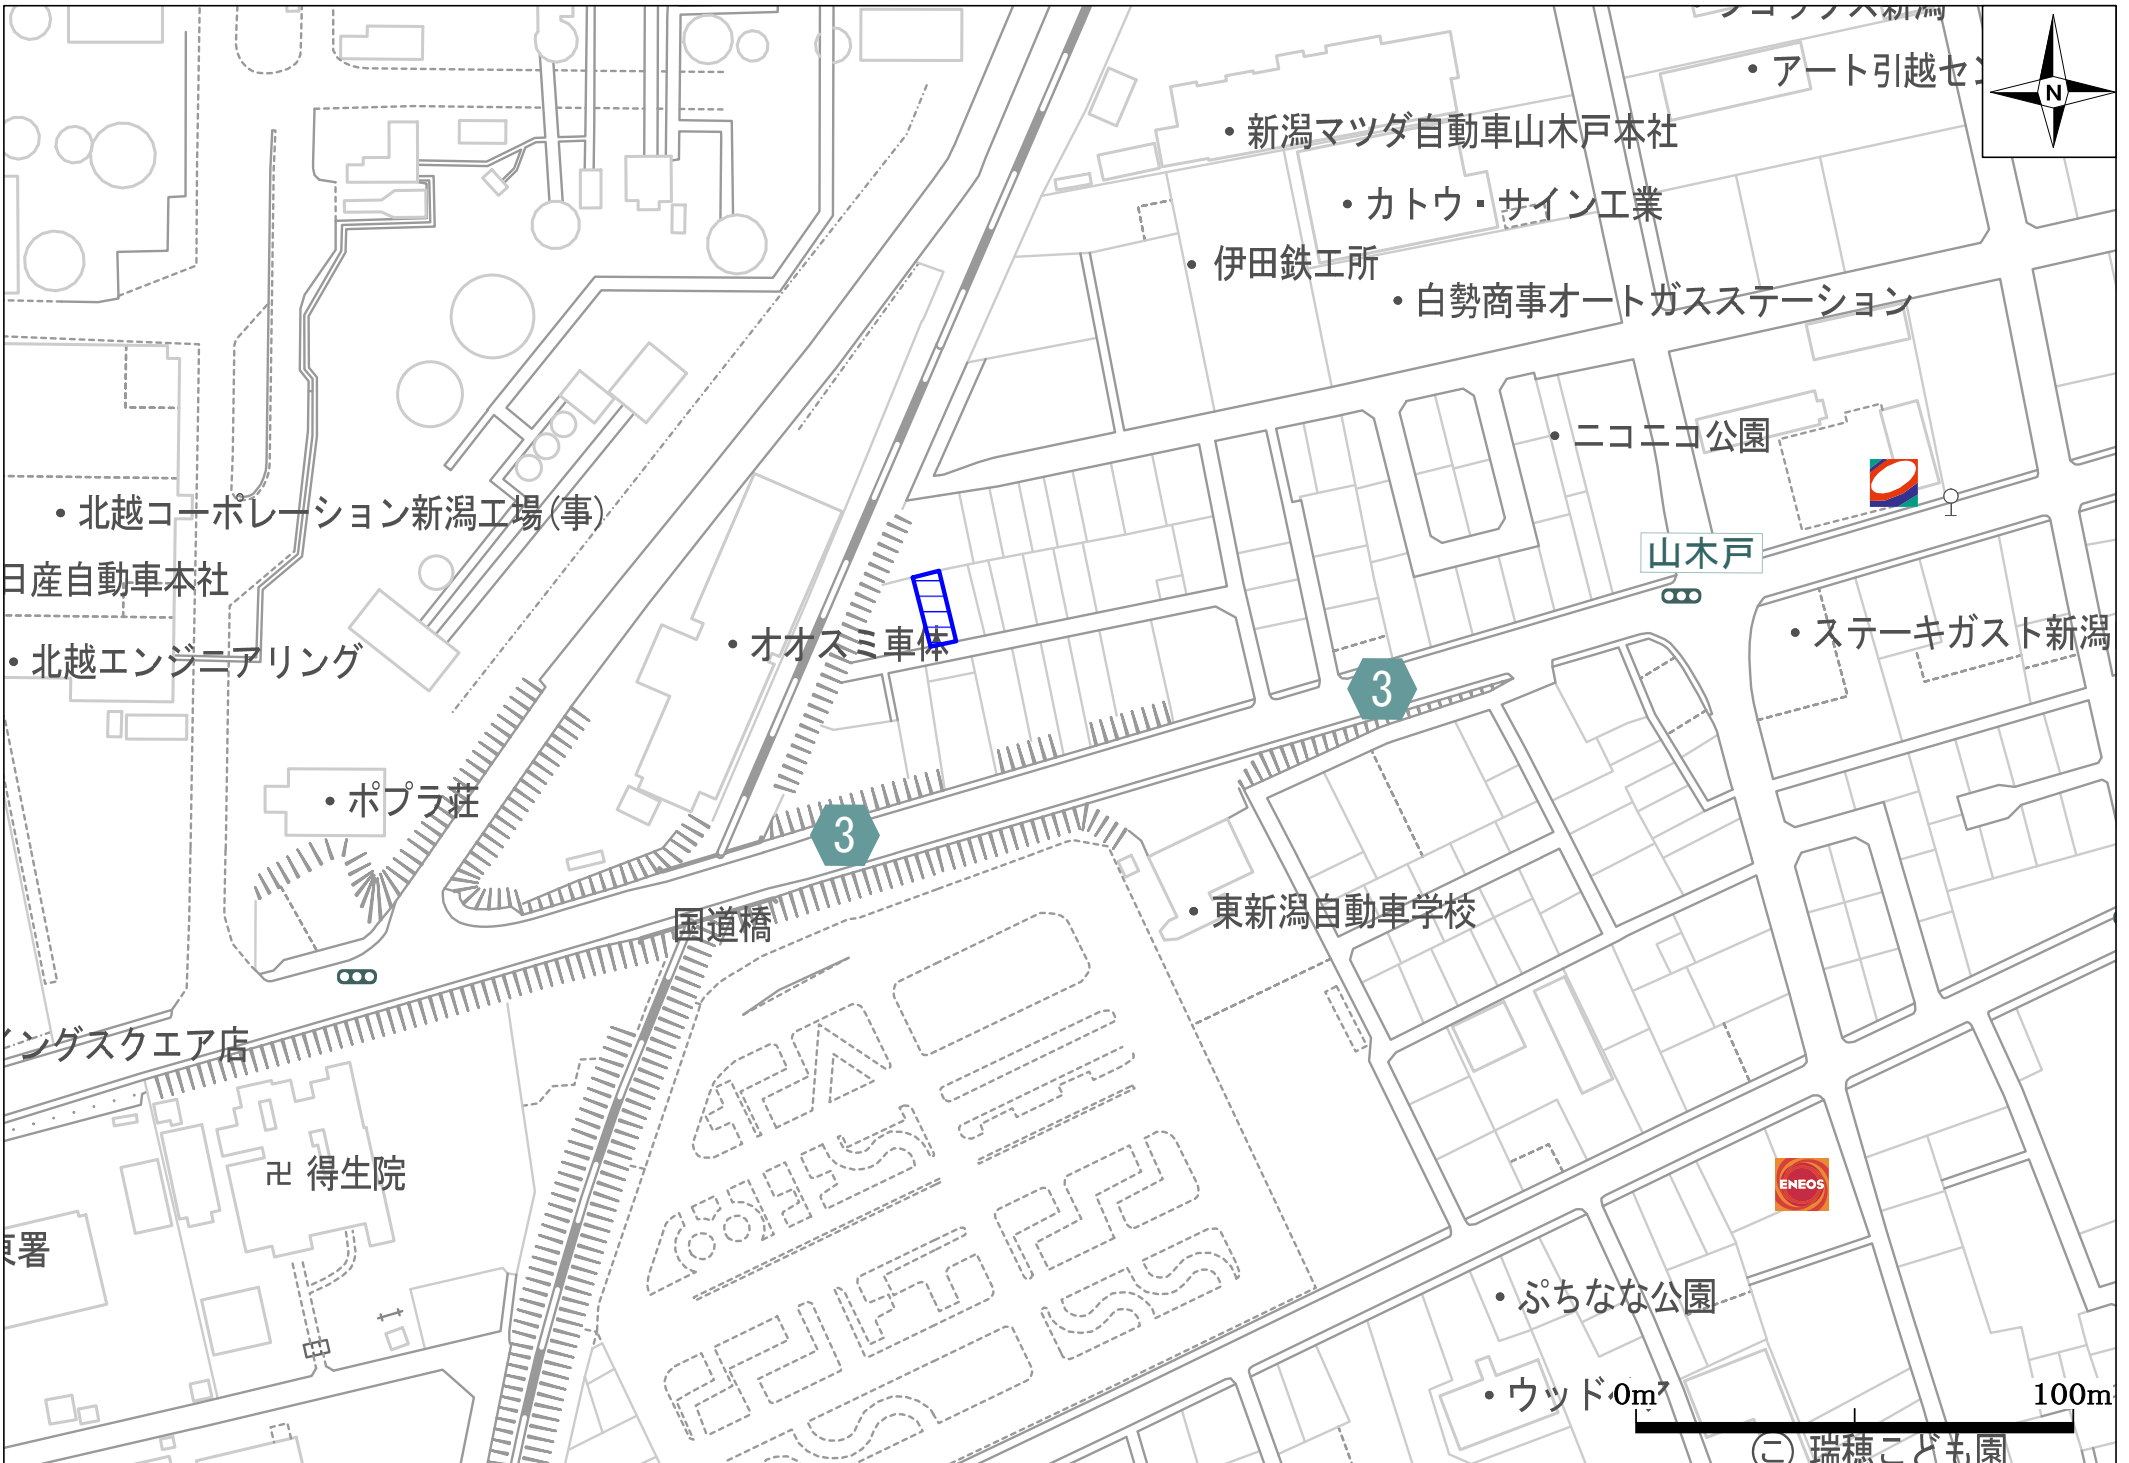 アート引越セン
N
新潟マツダ自動車山木戸本社
カトウ・サイン工業
伊田鉄工所
白勢商事オートガスステーション
ニコニコ公園
北越コーポレーション新潟工場(事)
山木戸
日産自動車本社
ステーキガスト新潟
オオスミ車体
北越エンジニアリング
3
ポプラ荘
3
東新潟自動車学校
国道橋
ングスクエア店
卍 得生院
ENEOS
署
ぷちなな公園
ウッド
0m
100m
瑞穂こども園